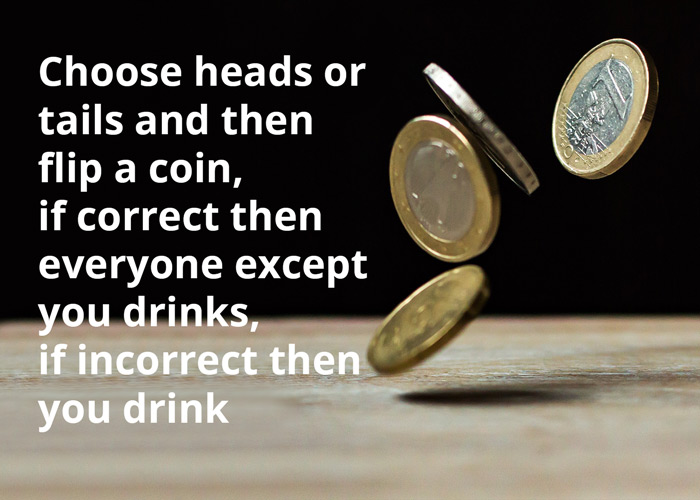 Choose heads or
tails and then
flip a coin,
if correct then
everyone except
you drinks,
if incorrect then
you drink